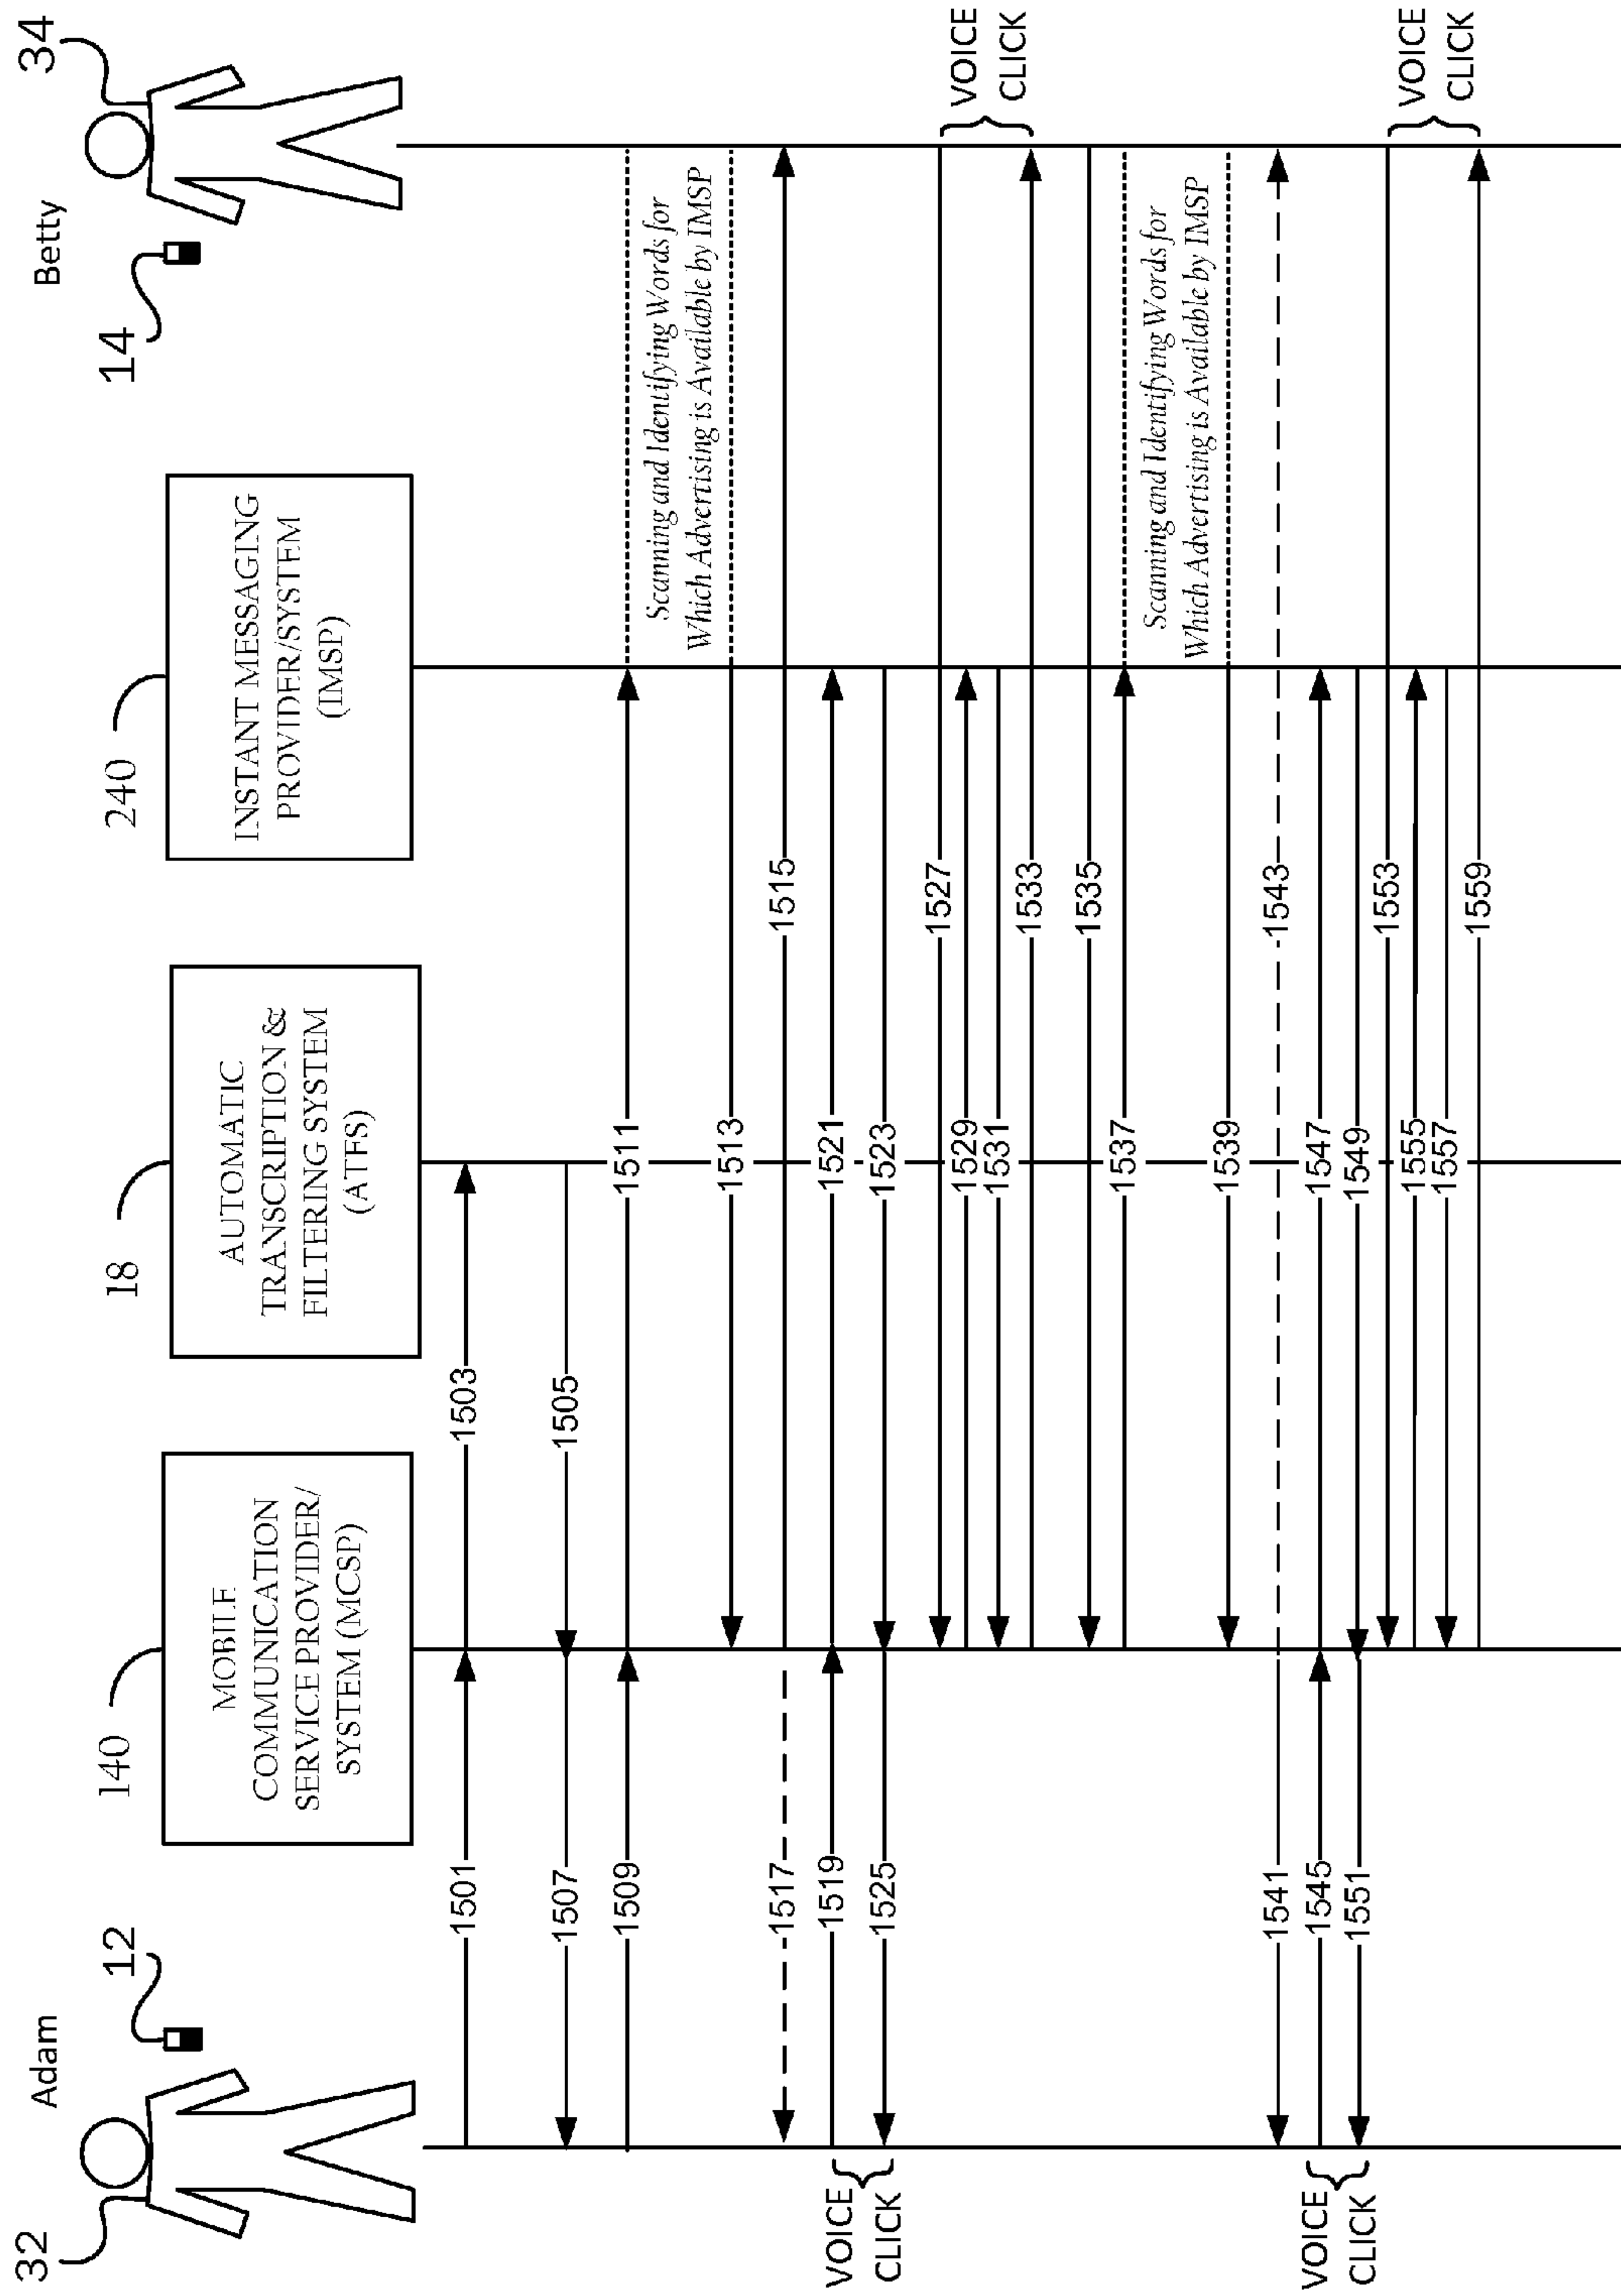 Adam
32
12
140
MOBILE
COMMUNICATION
SERVICE PROVIDER/
SYSTEM (MCSP)
18
AUTOMATIC
TRANSCRIPTION &
FILTERING SYSTEM
(ATFS)
240
INSTANT MESSAGING
PROVIDER/SYSTEM
(IMSP)
Betty
14
34
1501
1503
1507
1505
1509
1511
Scanning and Identifying Words for
Which Advertising is Available by IMSP
1513
1517
1515
VOICE
CLICK
1519
1521
1525
1523
1527
VOICE
CLICK
1529
1531
1533
1535
1537
Scanning and Identifying Words for
Which Advertising is Available by IMSP
1539
1541
1543
VOICE
CLICK
1545
1547
1551
1549
1553
VOICE
CLICK
1555
1557
1559